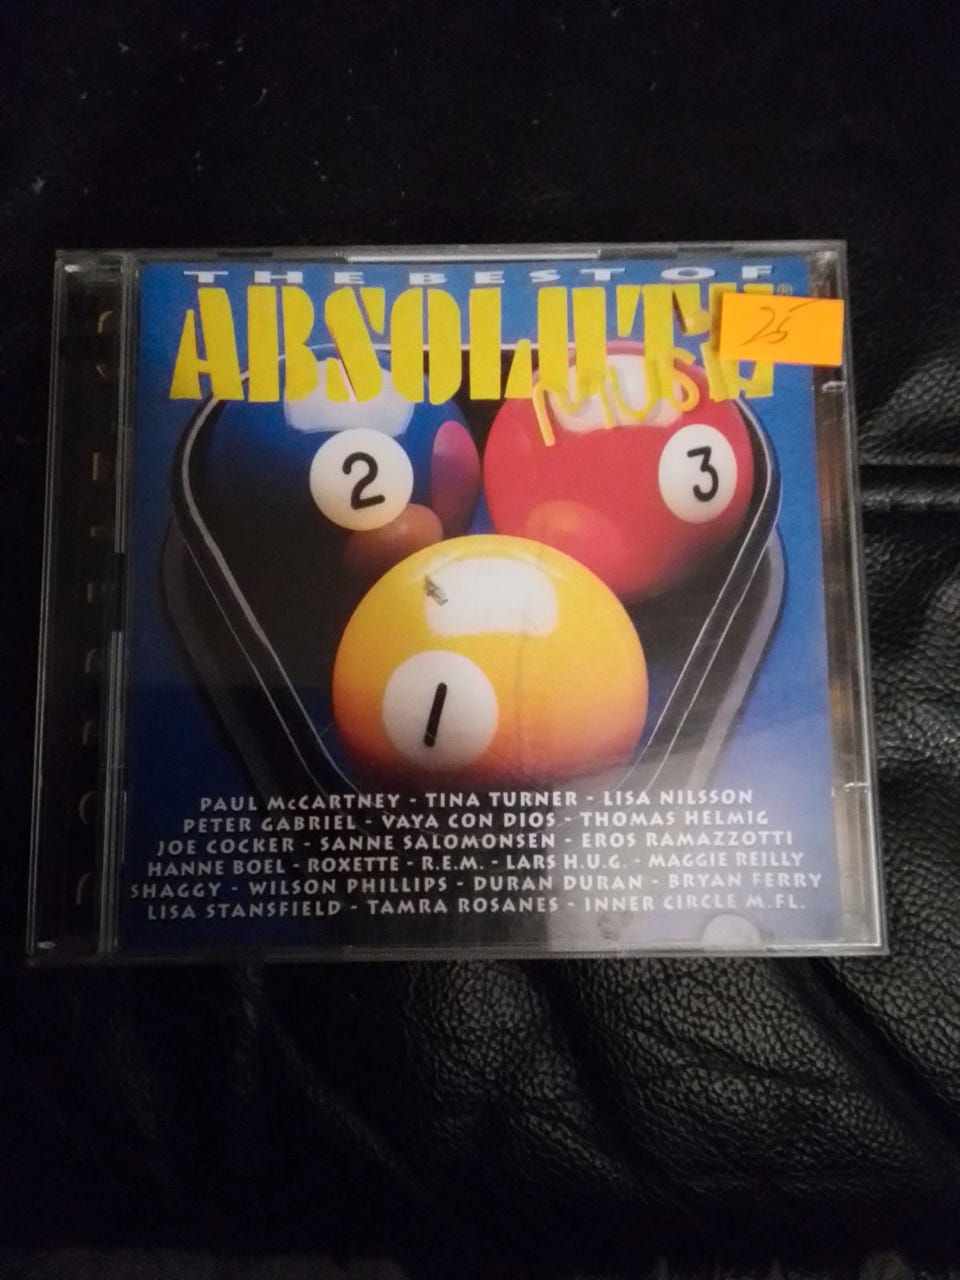 THE BEST OF
ABSOLUTE®
MUSIC
25
2
3
1
PAUL McCARTNEY - TINA TURNER - LISA NILSSON
PETER GABRIEL - VAYA CON DIOS - THOMAS HELMIG
JOE COCKER - SANNE SALOMONSEN - EROS RAMAZZOTTI
HANNE BOEL - ROXETTE - R.E.M. - LARS H.U.G. - MAGGIE REILLY
SHAGGY - WILSON PHILLIPS - DURAN DURAN - BRYAN FERRY
LISA STANSFIELD - TAMRA ROSANES - INNER CIRCLE M.FL.